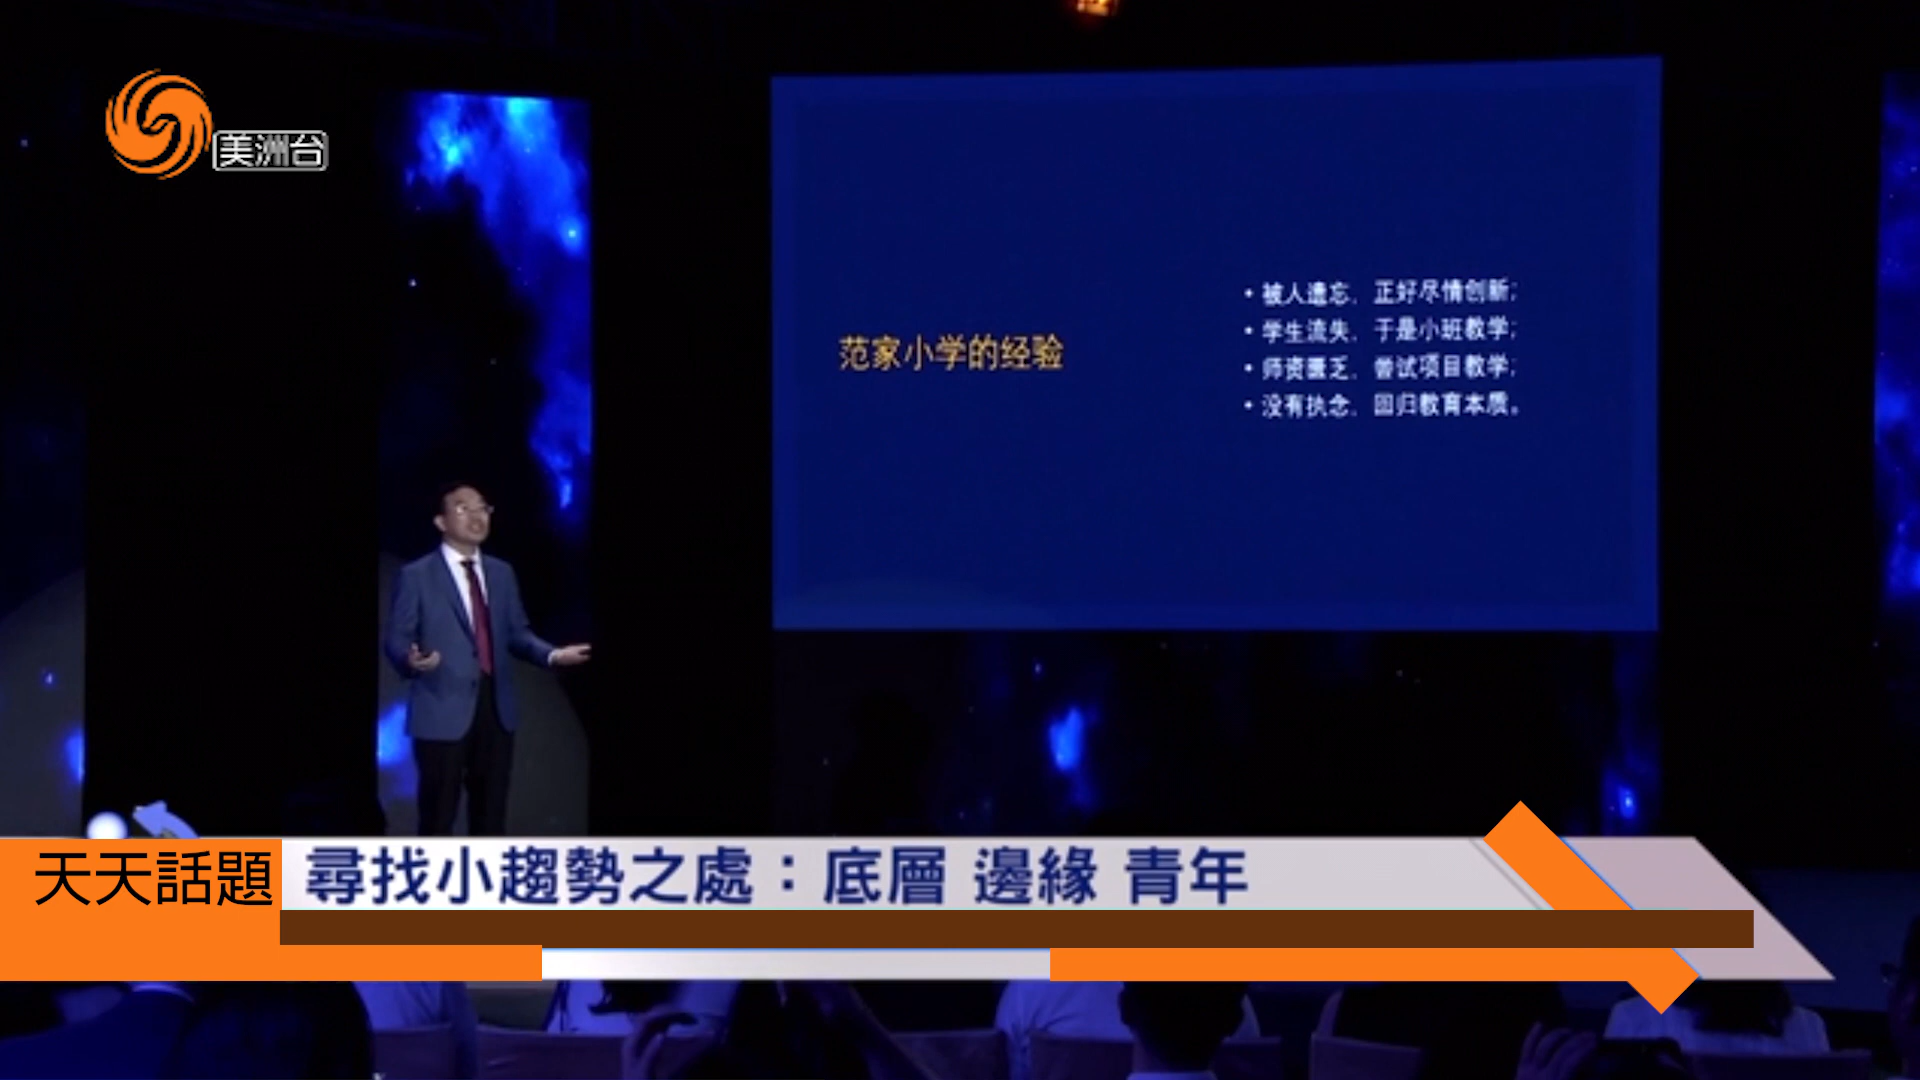 美洲台
范家小学的经验
• 被人遗忘，正好尽情创新；
• 学生流失，于是小班教学；
• 师资匮乏，尝试项目教学；
• 没有执念，回归教育本质。
天天話題
尋找小趨勢之處：底層 邊緣 青年